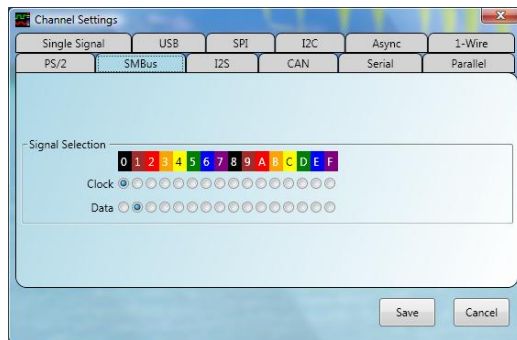 Channel Settings
Single Signal USB SPI I2C Async 1-Wire
PS/2 SMBus I2S CAN Serial Parallel
Signal Selection
0 1 2 3 4 5 6 7 8 9 A B C D E F
Clock
Data
Save Cancel